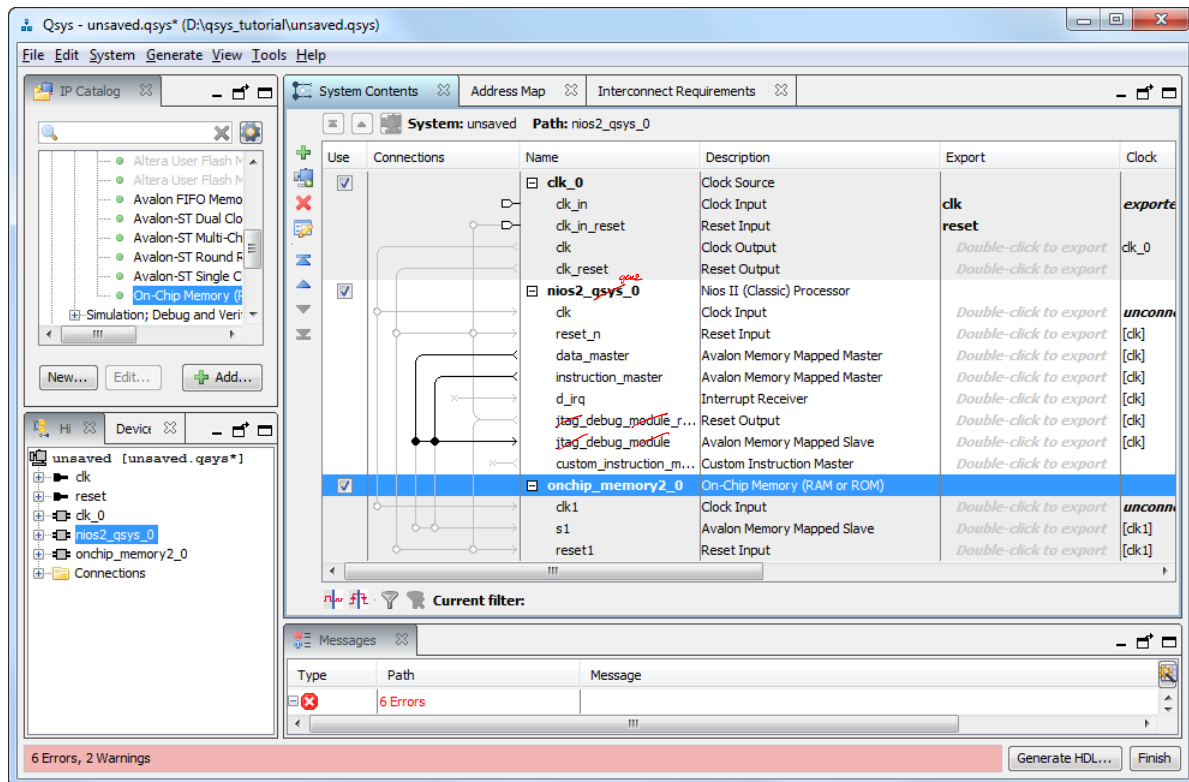 Qsys - unsaved.qsys* (D:\qsys_tutorial\unsaved.qsys)
File Edit System Generate View Tools Help
IP Catalog
Altera User Flash M
Altera User Flash M
Avalon FIFO Memo
Avalon-ST Dual Clo
Avalon-ST Multi-Ch
Avalon-ST Round R
Avalon-ST Single C
On-Chip Memory (R
Simulation; Debug and Verif
New... Edit... Add...
Hi Device
unsaved [unsaved.qsys*]
clk
reset
clk_0
nios2_qsys_0
onchip_memory2_0
Connections
System Contents Address Map Interconnect Requirements
System: unsaved Path: nios2_qsys_0
Use Connections Name Description Export Clock
clk_0 Clock Source
clk_in Clock Input clk exporte
clk_in_reset Reset Input reset
clk Clock Output Double-click to export clk_0
clk_reset Reset Output Double-click to export
gen2
nios2_qsys_0 Nios II (Classic) Processor
clk Clock Input Double-click to export unconn
reset_n Reset Input Double-click to export [clk]
data_master Avalon Memory Mapped Master Double-click to export [clk]
instruction_master Avalon Memory Mapped Master Double-click to export [clk]
d_irq Interrupt Receiver Double-click to export [clk]
jtag_debug_module_r... Reset Output Double-click to export [clk]
jtag_debug_module Avalon Memory Mapped Slave Double-click to export [clk]
custom_instruction_m... Custom Instruction Master Double-click to export
onchip_memory2_0 On-Chip Memory (RAM or ROM)
clk1 Clock Input Double-click to export unconn
s1 Avalon Memory Mapped Slave Double-click to export [clk1]
reset1 Reset Input Double-click to export [clk1]
Current filter:
Messages
Type Path Message
6 Errors
6 Errors, 2 Warnings
Generate HDL... Finish